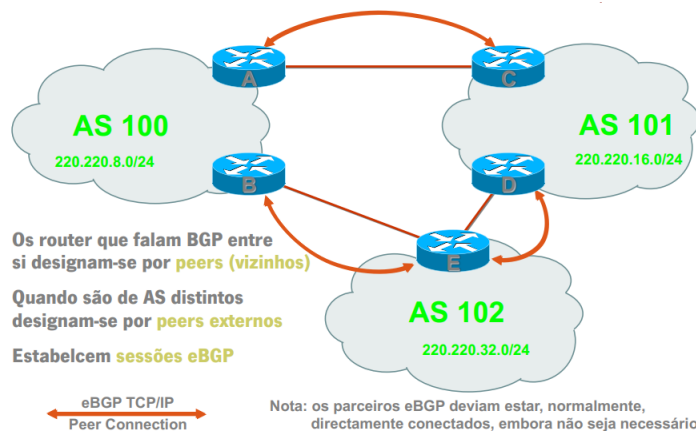 A
C
AS 100
AS 101
220.220.8.0/24
220.220.16.0/24
B
D
Os router que falam BGP entre
si designam-se por peers (vizinhos)
E
Quando são de AS distintos
designam-se por peers externos
AS 102
Estabelcem sessões eBGP
220.220.32.0/24
eBGP TCP/IP
Peer Connection
Nota: os parceiros eBGP deviam estar, normalmente,
directamente conectados, embora não seja necessário